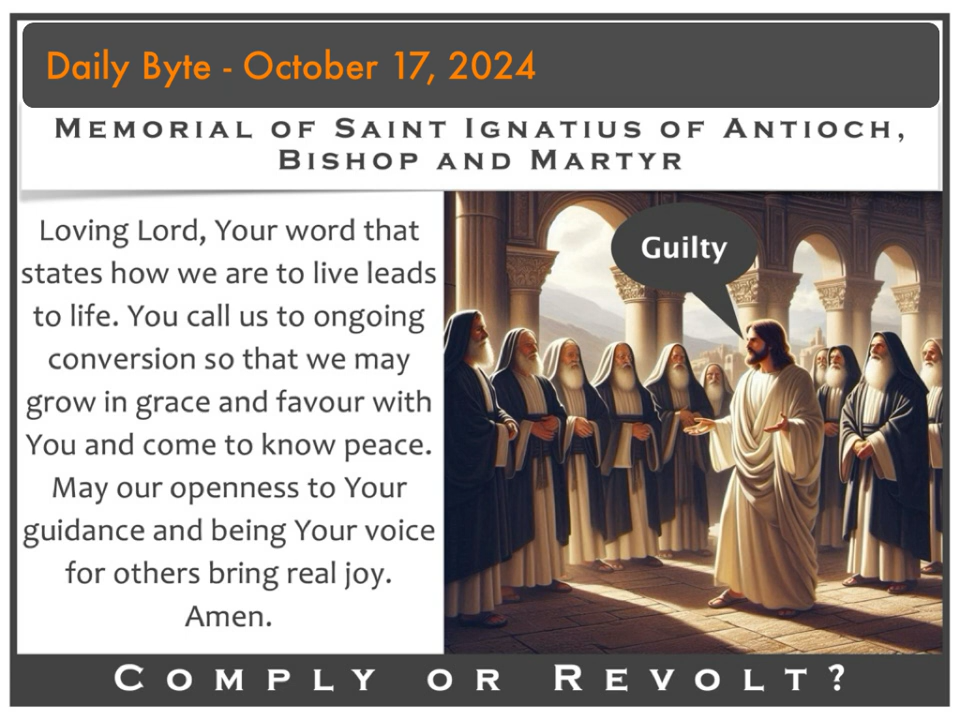 Daily Byte - October 17, 2024
Memorial of Saint Ignatius of Antioch,
Bishop and Martyr
Loving Lord, Your word that
states how we are to live leads
to life. You call us to ongoing
conversion so that we may
grow in grace and favour with
You and come to know peace.
May our openness to Your
guidance and being Your voice
for others bring real joy.
Amen.
Guilty
Comply or Revolt?